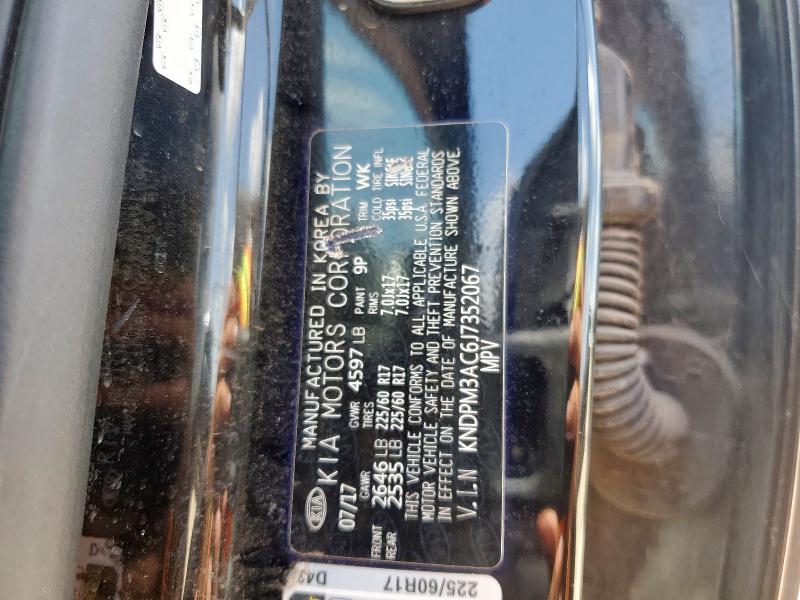 KIA
MANUFACTURED IN KOREA BY
KIA MOTORS CORPORATION
07/17 GVWR 4597 LB PAINT 9P TRIM WK
GAWR TIRES RIMS COLD TIRE INFL
FRONT 2646 LB 225/60 R17 7.0Jx17 35psi SINGLE
REAR 2535 LB 225/60 R17 7.0Jx17 35psi SINGLE
THIS VEHICLE CONFORMS TO ALL APPLICABLE U.S.A. FEDERAL
MOTOR VEHICLE SAFETY AND THEFT PREVENTION STANDARDS
IN EFFECT ON THE DATE OF MANUFACTURE SHOWN ABOVE.
V.I.N KNDPM3AC6J7352067
MPV
225/60R17